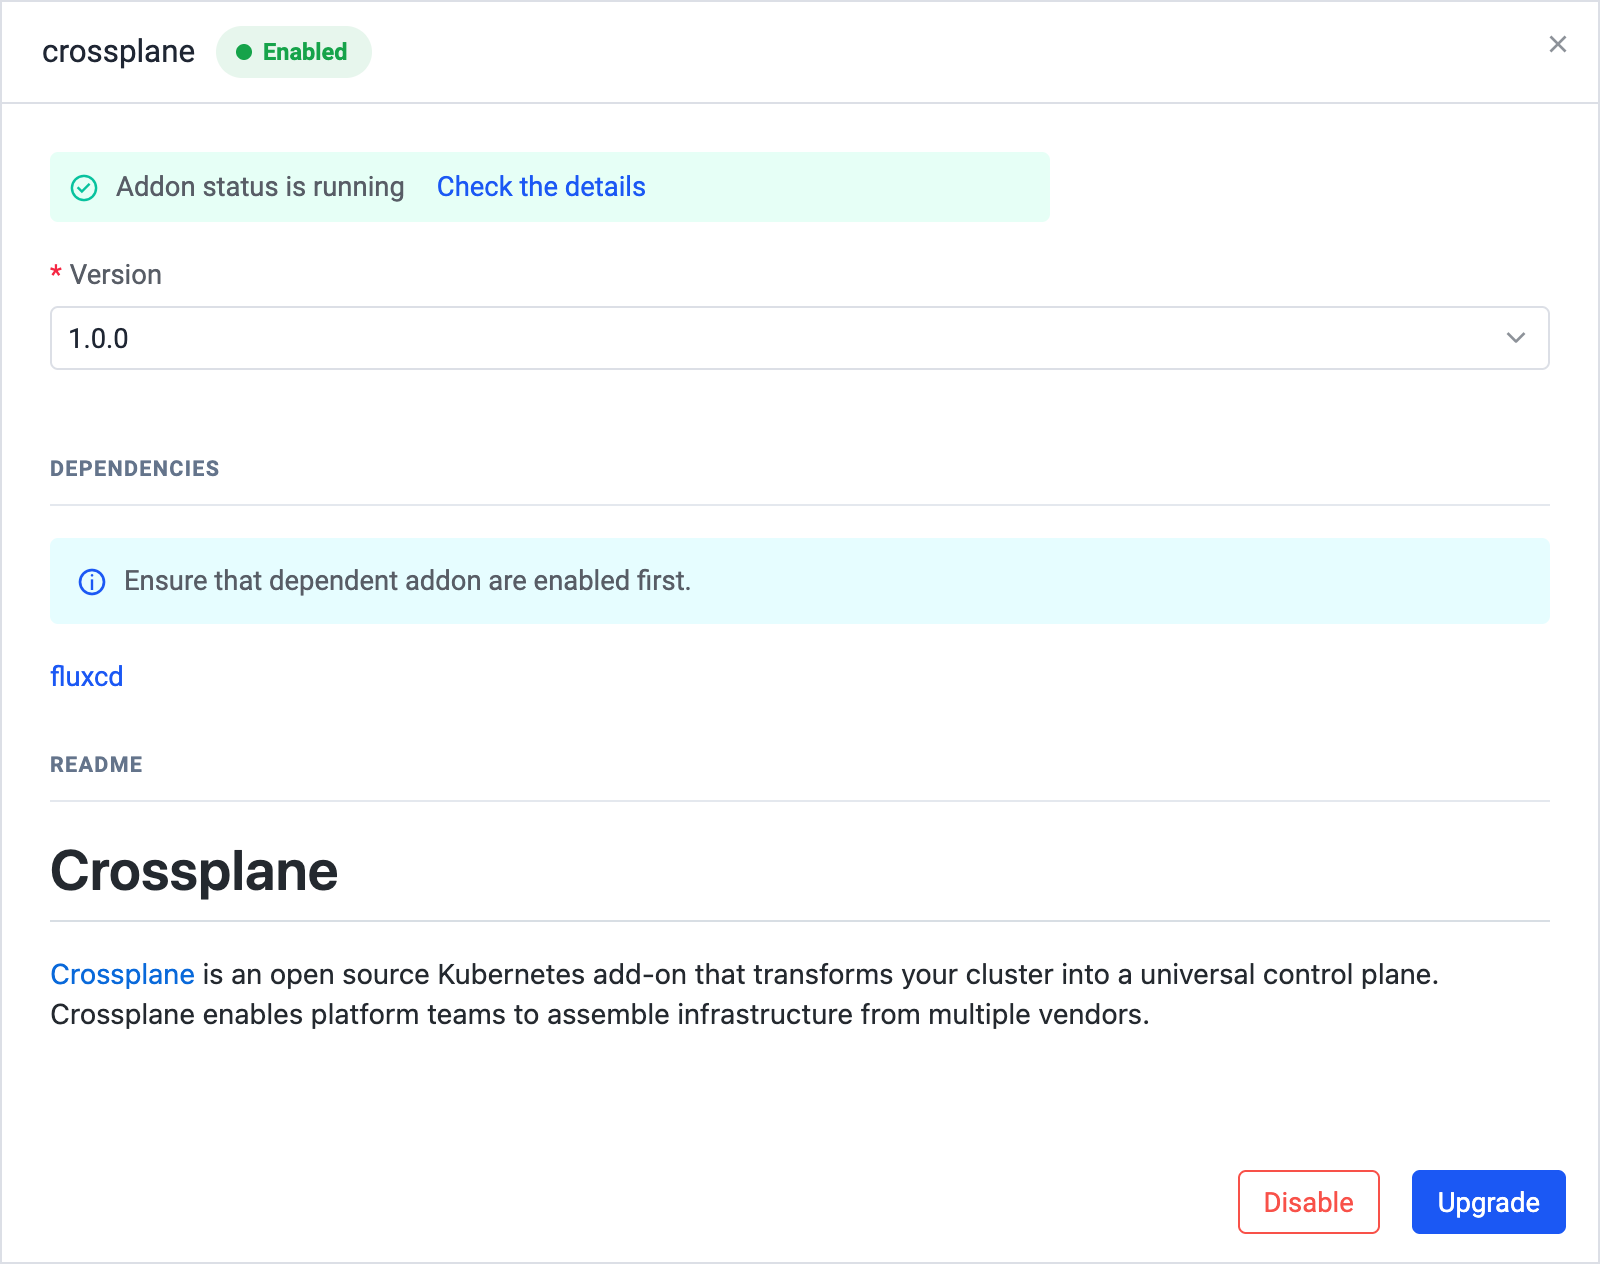 crossplane
Enabled
Addon status is running Check the details
* Version
1.0.0
DEPENDENCIES
Ensure that dependent addon are enabled first.
fluxcd
README
Crossplane
Crossplane is an open source Kubernetes add-on that transforms your cluster into a universal control plane.
Crossplane enables platform teams to assemble infrastructure from multiple vendors.
Disable
Upgrade